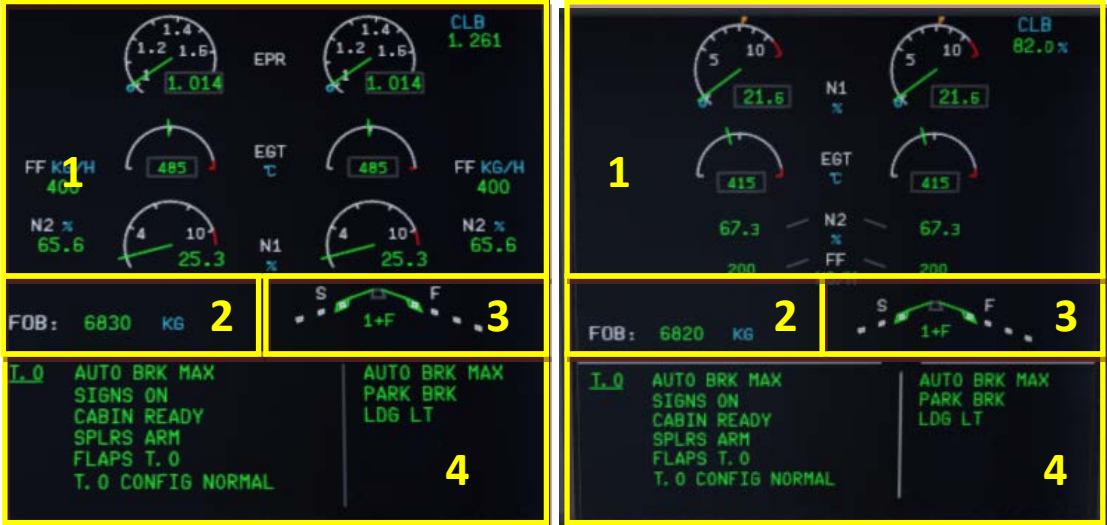 1.4 1.4 CLB
1.2 1.6 1.2 1.6 1.261
EPR
1 1
1.014 1.014
EGT
485 °C 485
FF KG/H FF KG/H
400 1 400
N2 % N2 %
65.6 65.6
4 10 4 10
N1
25.3 % 25.3
S F
FOB: 6830 KG 2 1+F 3
T.O AUTO BRK MAX AUTO BRK MAX
SIGNS ON PARK BRK
CABIN READY LDG LT
SPLRS ARM
FLAPS T.O
T.O CONFIG NORMAL 4
CLB
82.0%
5 10 5 10
N1
21.6 % 21.6
EGT
1 415 °C 415
N2
67.3 % 67.3
FF
200 200
S F
FOB: 6820 KG 2 1+F 3
T.O AUTO BRK MAX AUTO BRK MAX
SIGNS ON PARK BRK
CABIN READY LDG LT
SPLRS ARM
FLAPS T.O
T.O CONFIG NORMAL 4